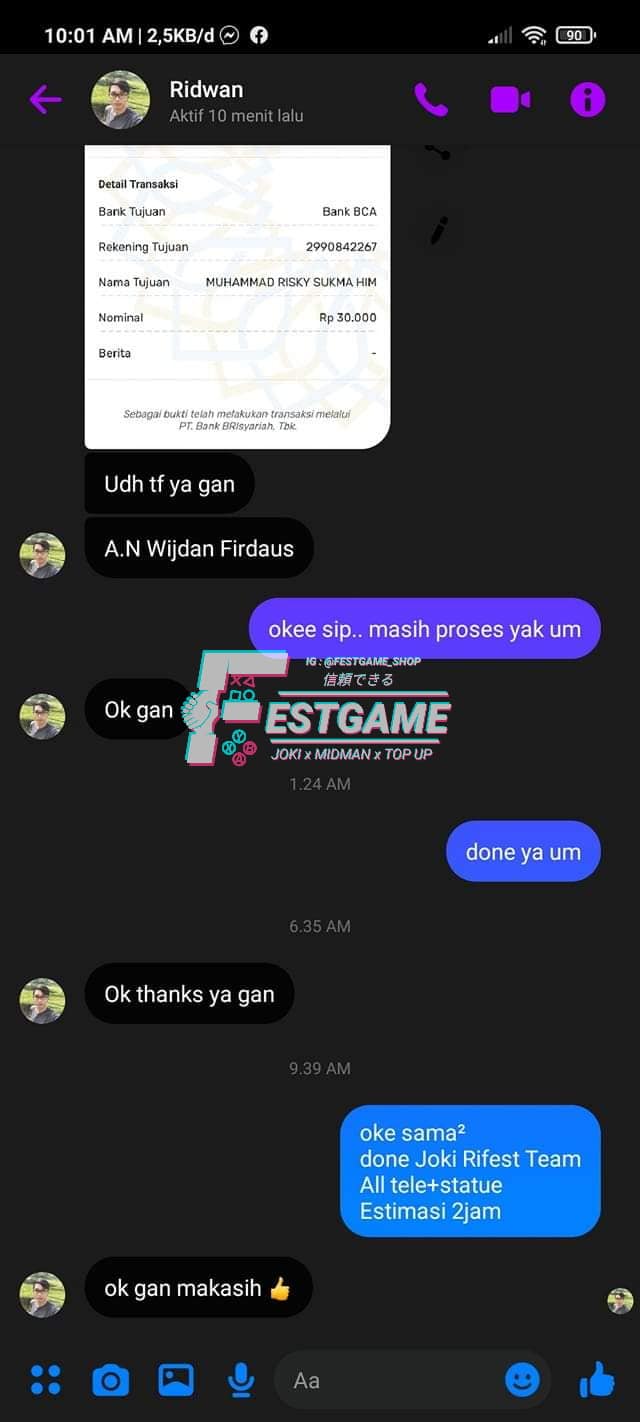 10:01 AM | 2,5KB/d
90
Ridwan
Aktif 10 menit lalu
Detail Transaksi
Bank Tujuan Bank BCA
Rekening Tujuan 2990842267
Nama Tujuan MUHAMMAD RISKY SUKMA HIM
Nominal Rp 30.000
Berita -
Sebagai bukti telah melakukan transaksi melalui
PT. Bank BRIsyariah, Tbk.
Udh tf ya gan
A.N Wijdan Firdaus
okee sip.. masih proses yak um
IG : @FESTGAME_SHOP
信頼できる
Ok gan
FESTGAME
JOKI x MIDMAN x TOP UP
1.24 AM
done ya um
6.35 AM
Ok thanks ya gan
9.39 AM
oke sama²
done Joki Rifest Team
All tele+statue
Estimasi 2jam
ok gan makasih 👍
Aa